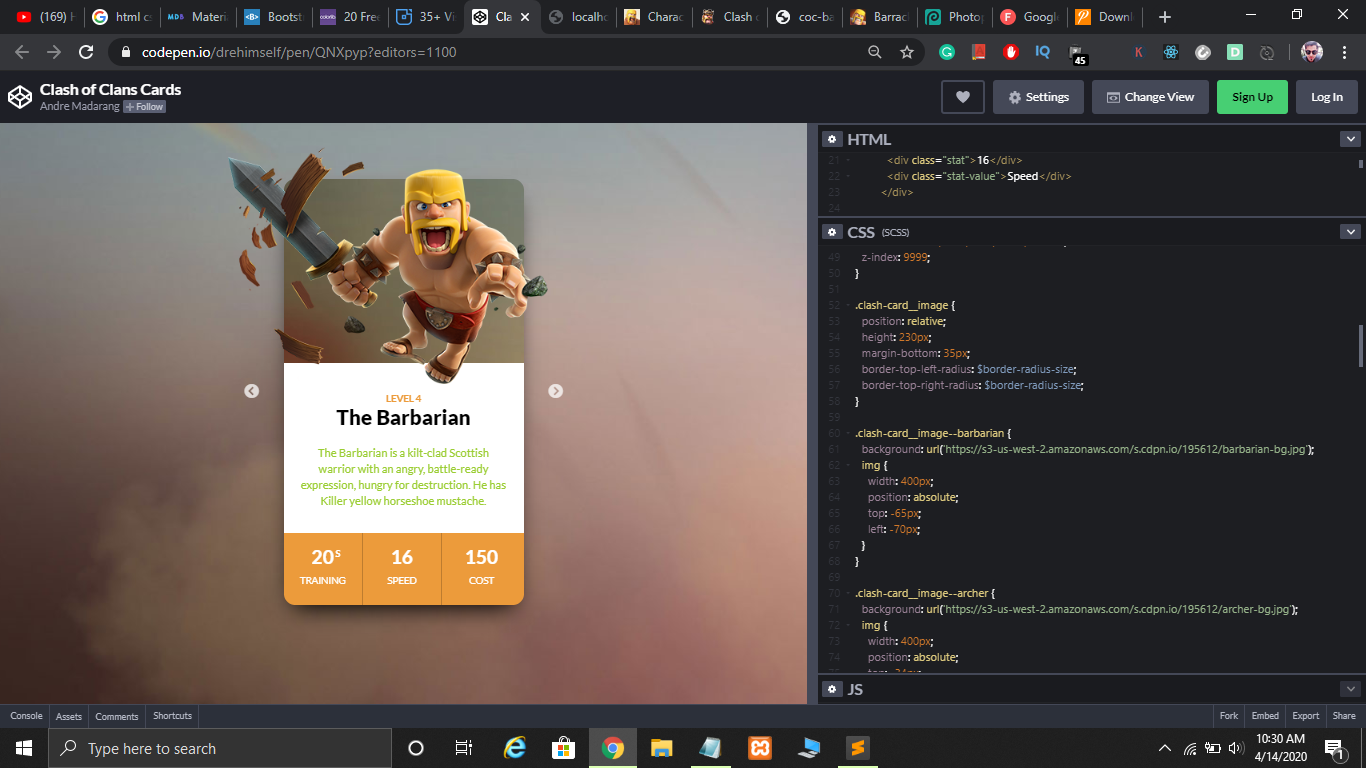 (169) H
html cs
Materia
Bootst
20 Free
35+ Vi
Cla
localho
Charac
Clash o
coc-ba
Barrac
Photop
Google
Downl
codepen.io/drehimself/pen/QNXpyp?editors=1100
45
Clash of Clans Cards
Andre Madarang + Follow
Settings
Change View
Sign Up
Log In
LEVEL 4
The Barbarian
The Barbarian is a kilt-clad Scottish
warrior with an angry, battle-ready
expression, hungry for destruction. He has
Killer yellow horseshoe mustache.
20S 16 150
TRAINING SPEED COST
HTML
21 <div class="stat">16</div>
22 <div class="stat-value">Speed</div>
23 </div>
24
CSS (SCSS)
49 z-index: 9999;
50 }
51
52 .clash-card__image {
53 position: relative;
54 height: 230px;
55 margin-bottom: 35px;
56 border-top-left-radius: $border-radius-size;
57 border-top-right-radius: $border-radius-size;
58 }
59
60 .clash-card__image--barbarian {
61 background: url('https://s3-us-west-2.amazonaws.com/s.cdpn.io/195612/barbarian-bg.jpg');
62 img {
63 width: 400px;
64 position: absolute;
65 top: -65px;
66 left: -70px;
67 }
68 }
69
70 .clash-card__image--archer {
71 background: url('https://s3-us-west-2.amazonaws.com/s.cdpn.io/195612/archer-bg.jpg');
72 img {
73 width: 400px;
74 position: absolute;
JS
Console
Assets
Comments
Shortcuts
Fork
Embed
Export
Share
Type here to search
10:30 AM
4/14/2020
1